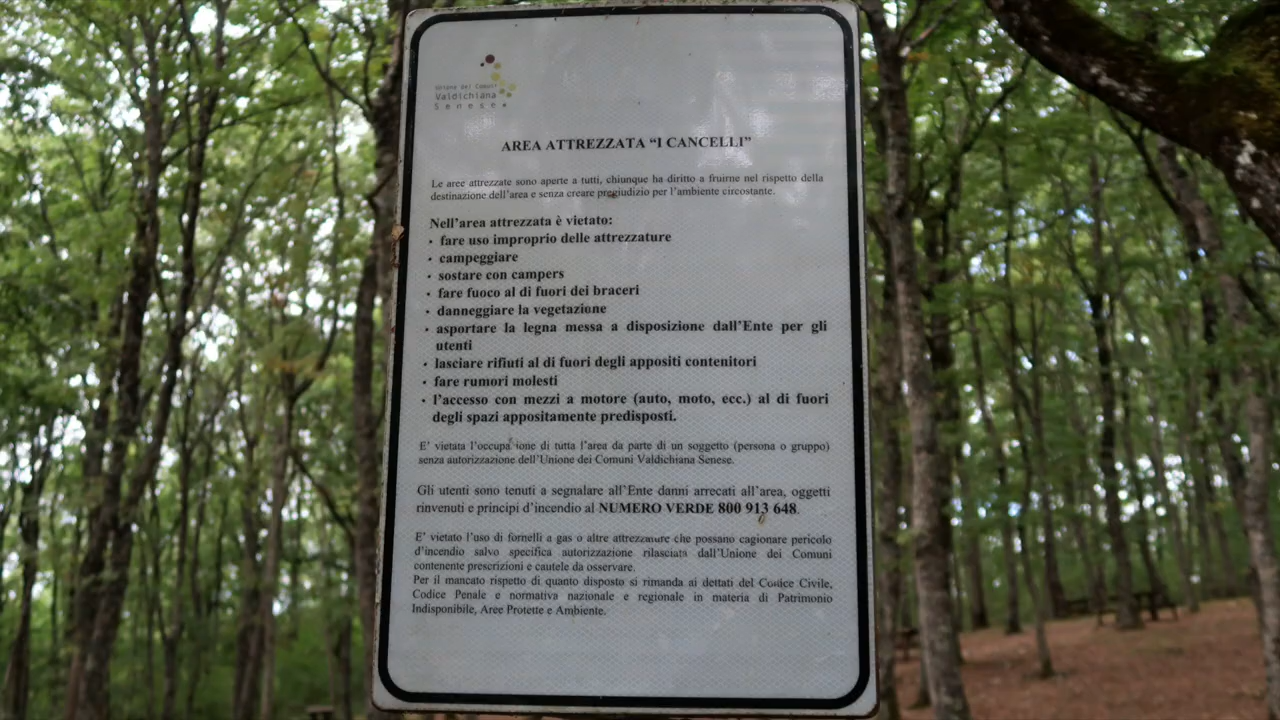 Unione dei Comuni
Valdichiana
Senese
AREA ATTREZZATA “I CANCELLI”
Le aree attrezzate sono aperte a tutti, chiunque ha diritto a fruirne nel rispetto della
destinazione dell’area e senza creare pregiudizio per l’ambiente circostante.
Nell’area attrezzata è vietato:
• fare uso improprio delle attrezzature
• campeggiare
• sostare con campers
• fare fuoco al di fuori dei braceri
• danneggiare la vegetazione
• asportare la legna messa a disposizione dall’Ente per gli
utenti
• lasciare rifiuti al di fuori degli appositi contenitori
• fare rumori molesti
• l’accesso con mezzi a motore (auto, moto, ecc.) al di fuori
degli spazi appositamente predisposti.
E’ vietata l’occupazione di tutta l’area da parte di un soggetto (persona o gruppo)
senza autorizzazione dell’Unione dei Comuni Valdichiana Senese.
Gli utenti sono tenuti a segnalare all’Ente danni arrecati all’area, oggetti
rinvenuti e principi d’incendio al NUMERO VERDE 800 913 648.
E’ vietato l’uso di fornelli a gas o altre attrezzature che possano cagionare pericolo
d’incendio salvo specifica autorizzazione rilasciata dall’Unione dei Comuni
contenente prescrizioni e cautele da osservare.
Per il mancato rispetto di quanto disposto si rimanda ai dettati del Codice Civile,
Codice Penale e normativa nazionale e regionale in materia di Patrimonio
Indisponibile, Aree Protette e Ambiente.